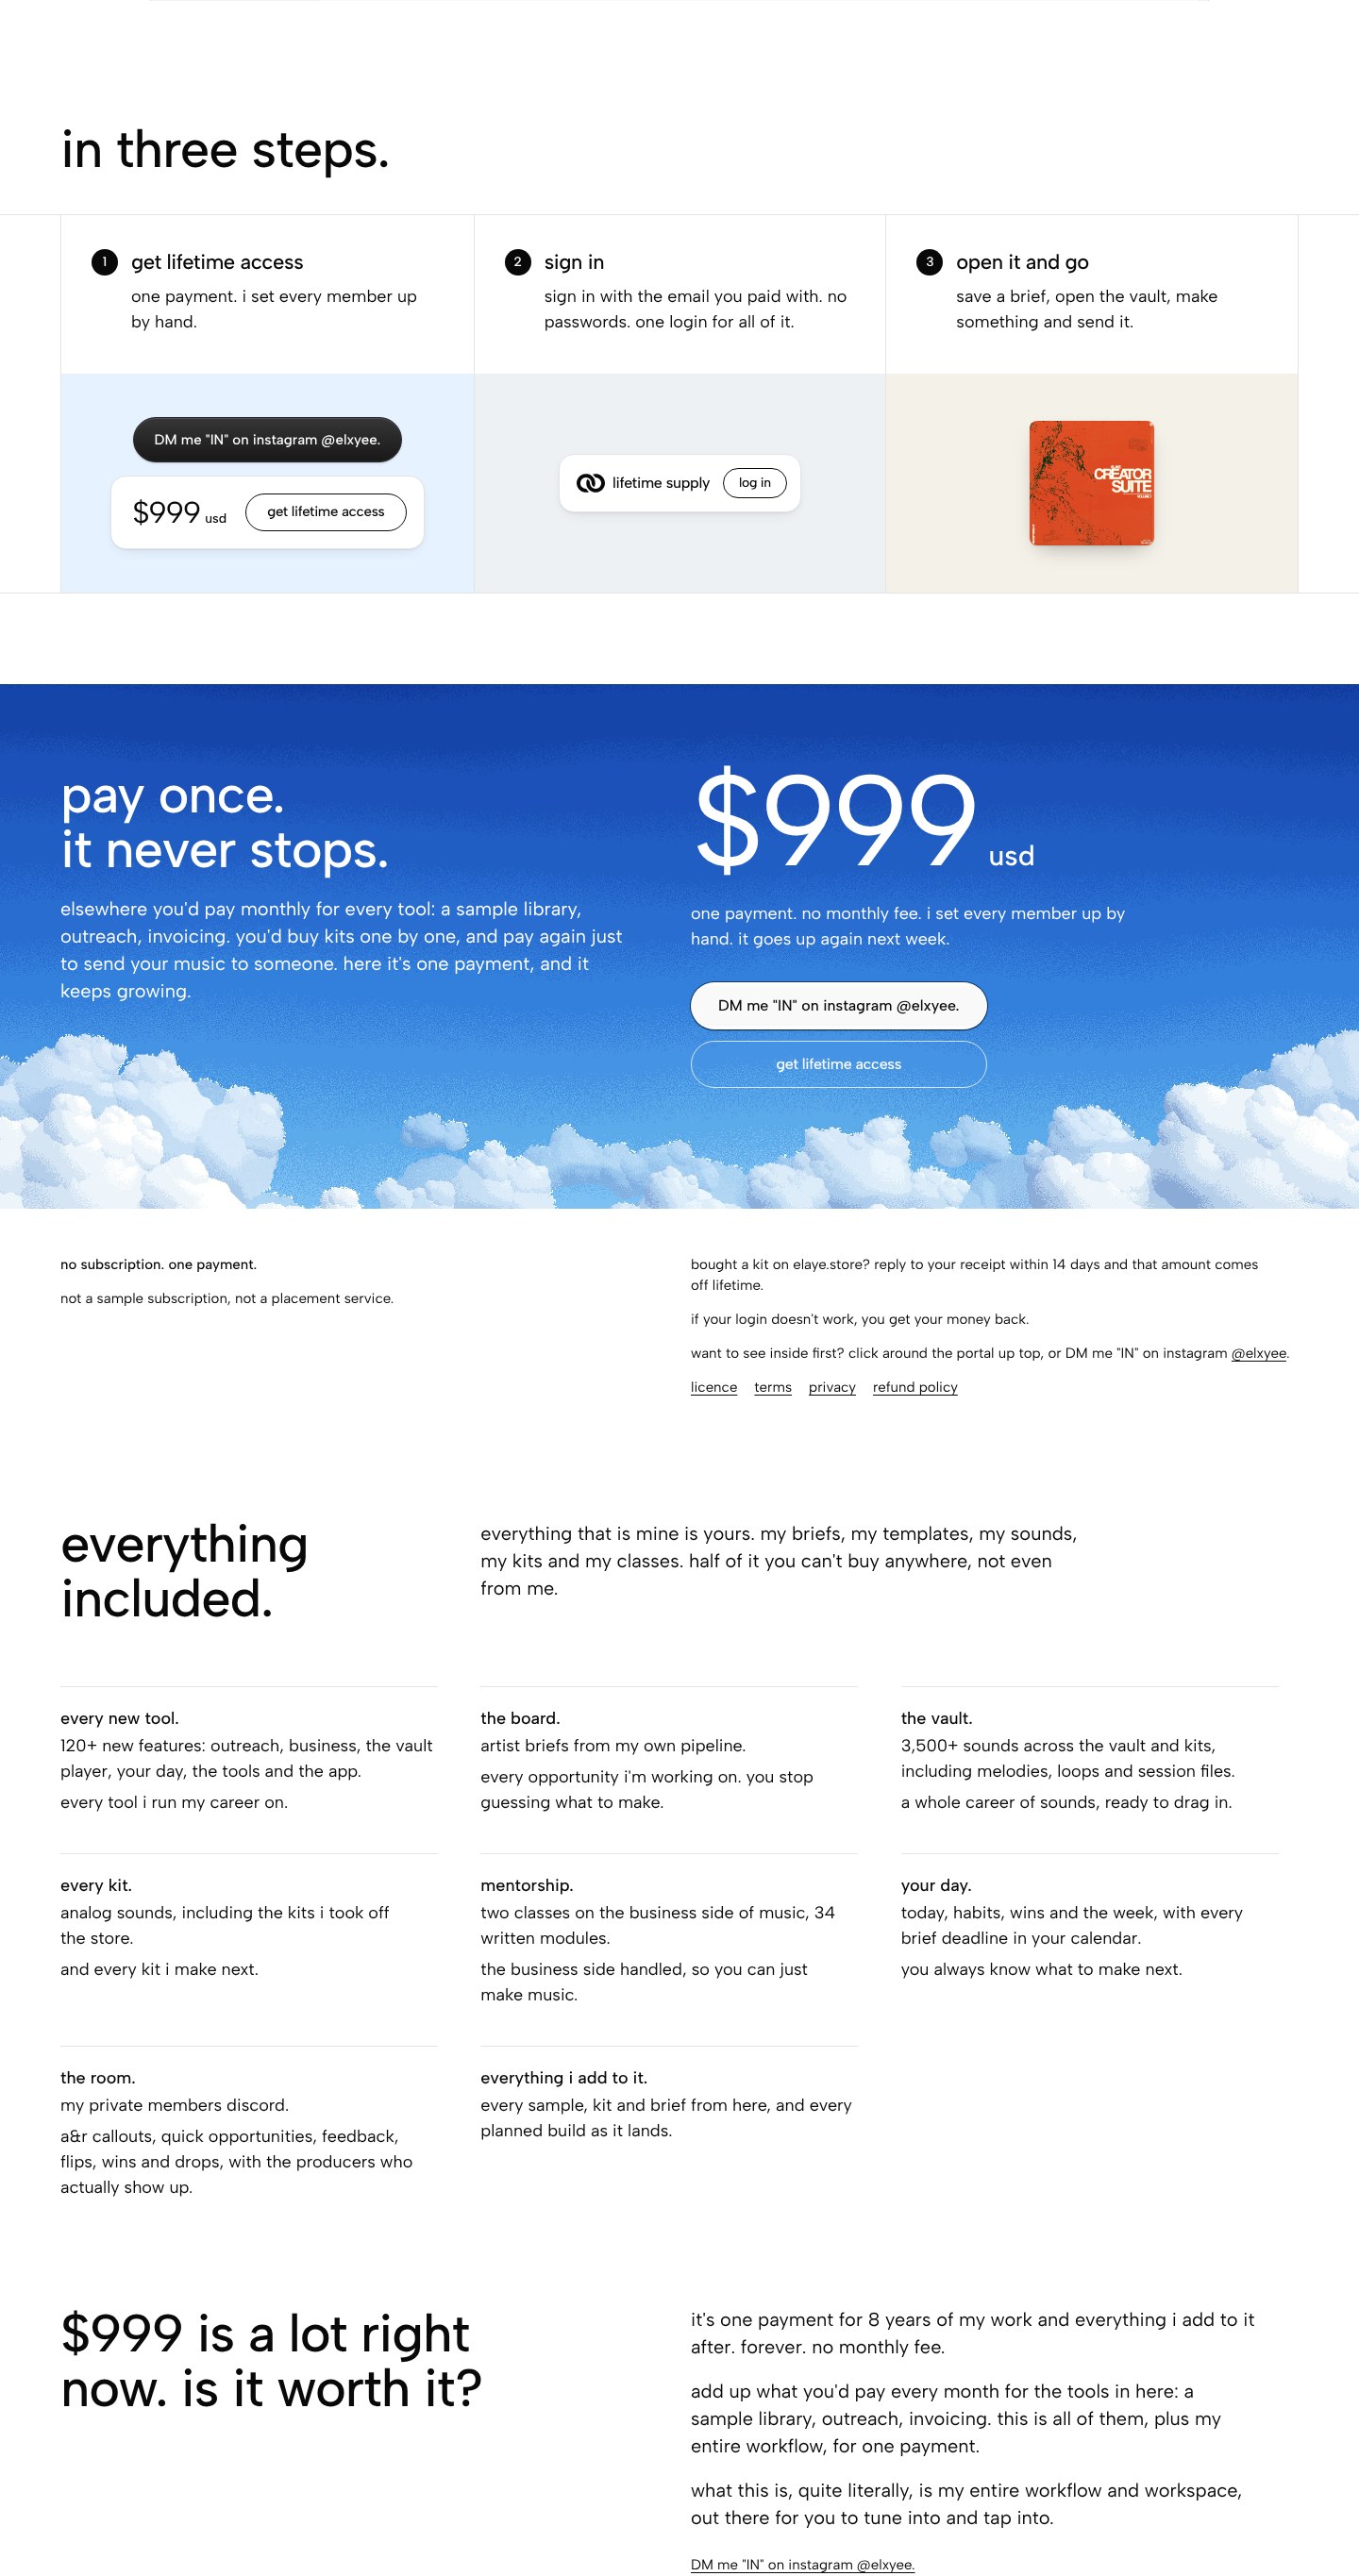 in three steps.
1 get lifetime access
one payment. i set every member up
by hand.
2 sign in
sign in with the email you paid with. no
passwords. one login for all of it.
3 open it and go
save a brief, open the vault, make
something and send it.
DM me "IN" on instagram @elxyee.
$999 usd get lifetime access
lifetime supply log in
CREATOR
SUITE
pay once.
it never stops.
elsewhere you'd pay monthly for every tool: a sample library,
outreach, invoicing. you'd buy kits one by one, and pay again just
to send your music to someone. here it's one payment, and it
keeps growing.
$999 usd
one payment. no monthly fee. i set every member up by
hand. it goes up again next week.
DM me "IN" on instagram @elxyee.
get lifetime access
no subscription. one payment.
not a sample subscription, not a placement service.
bought a kit on elaye.store? reply to your receipt within 14 days and that amount comes
off lifetime.
if your login doesn't work, you get your money back.
want to see inside first? click around the portal up top, or DM me "IN" on instagram @elxyee.
licence terms privacy refund policy
everything
included.
everything that is mine is yours. my briefs, my templates, my sounds,
my kits and my classes. half of it you can't buy anywhere, not even
from me.
every new tool.
120+ new features: outreach, business, the vault
player, your day, the tools and the app.
every tool i run my career on.
the board.
artist briefs from my own pipeline.
every opportunity i'm working on. you stop
guessing what to make.
the vault.
3,500+ sounds across the vault and kits,
including melodies, loops and session files.
a whole career of sounds, ready to drag in.
every kit.
analog sounds, including the kits i took off
the store.
and every kit i make next.
mentorship.
two classes on the business side of music, 34
written modules.
the business side handled, so you can just
make music.
your day.
today, habits, wins and the week, with every
brief deadline in your calendar.
you always know what to make next.
the room.
my private members discord.
a&r callouts, quick opportunities, feedback,
flips, wins and drops, with the producers who
actually show up.
everything i add to it.
every sample, kit and brief from here, and every
planned build as it lands.
$999 is a lot right
now. is it worth it?
it's one payment for 8 years of my work and everything i add to it
after. forever. no monthly fee.
add up what you'd pay every month for the tools in here: a
sample library, outreach, invoicing. this is all of them, plus my
entire workflow, for one payment.
what this is, quite literally, is my entire workflow and workspace,
out there for you to tune into and tap into.
DM me "IN" on instagram @elxyee.